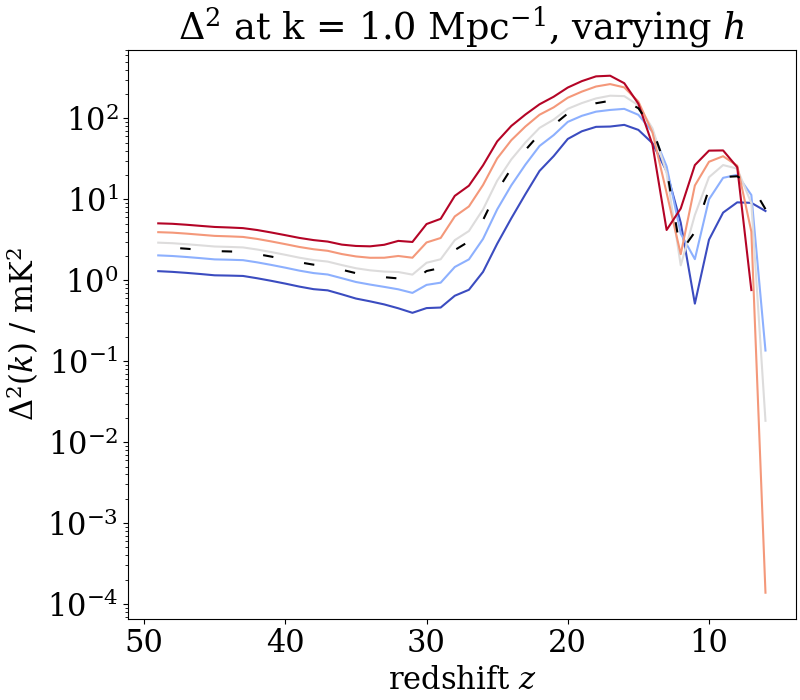 Δ² at k = 1.0 Mpc⁻¹, varying h
Δ²(k) / mK²
10²
10¹
10⁰
10⁻¹
10⁻²
10⁻³
10⁻⁴
50 40 30 20 10
redshift z